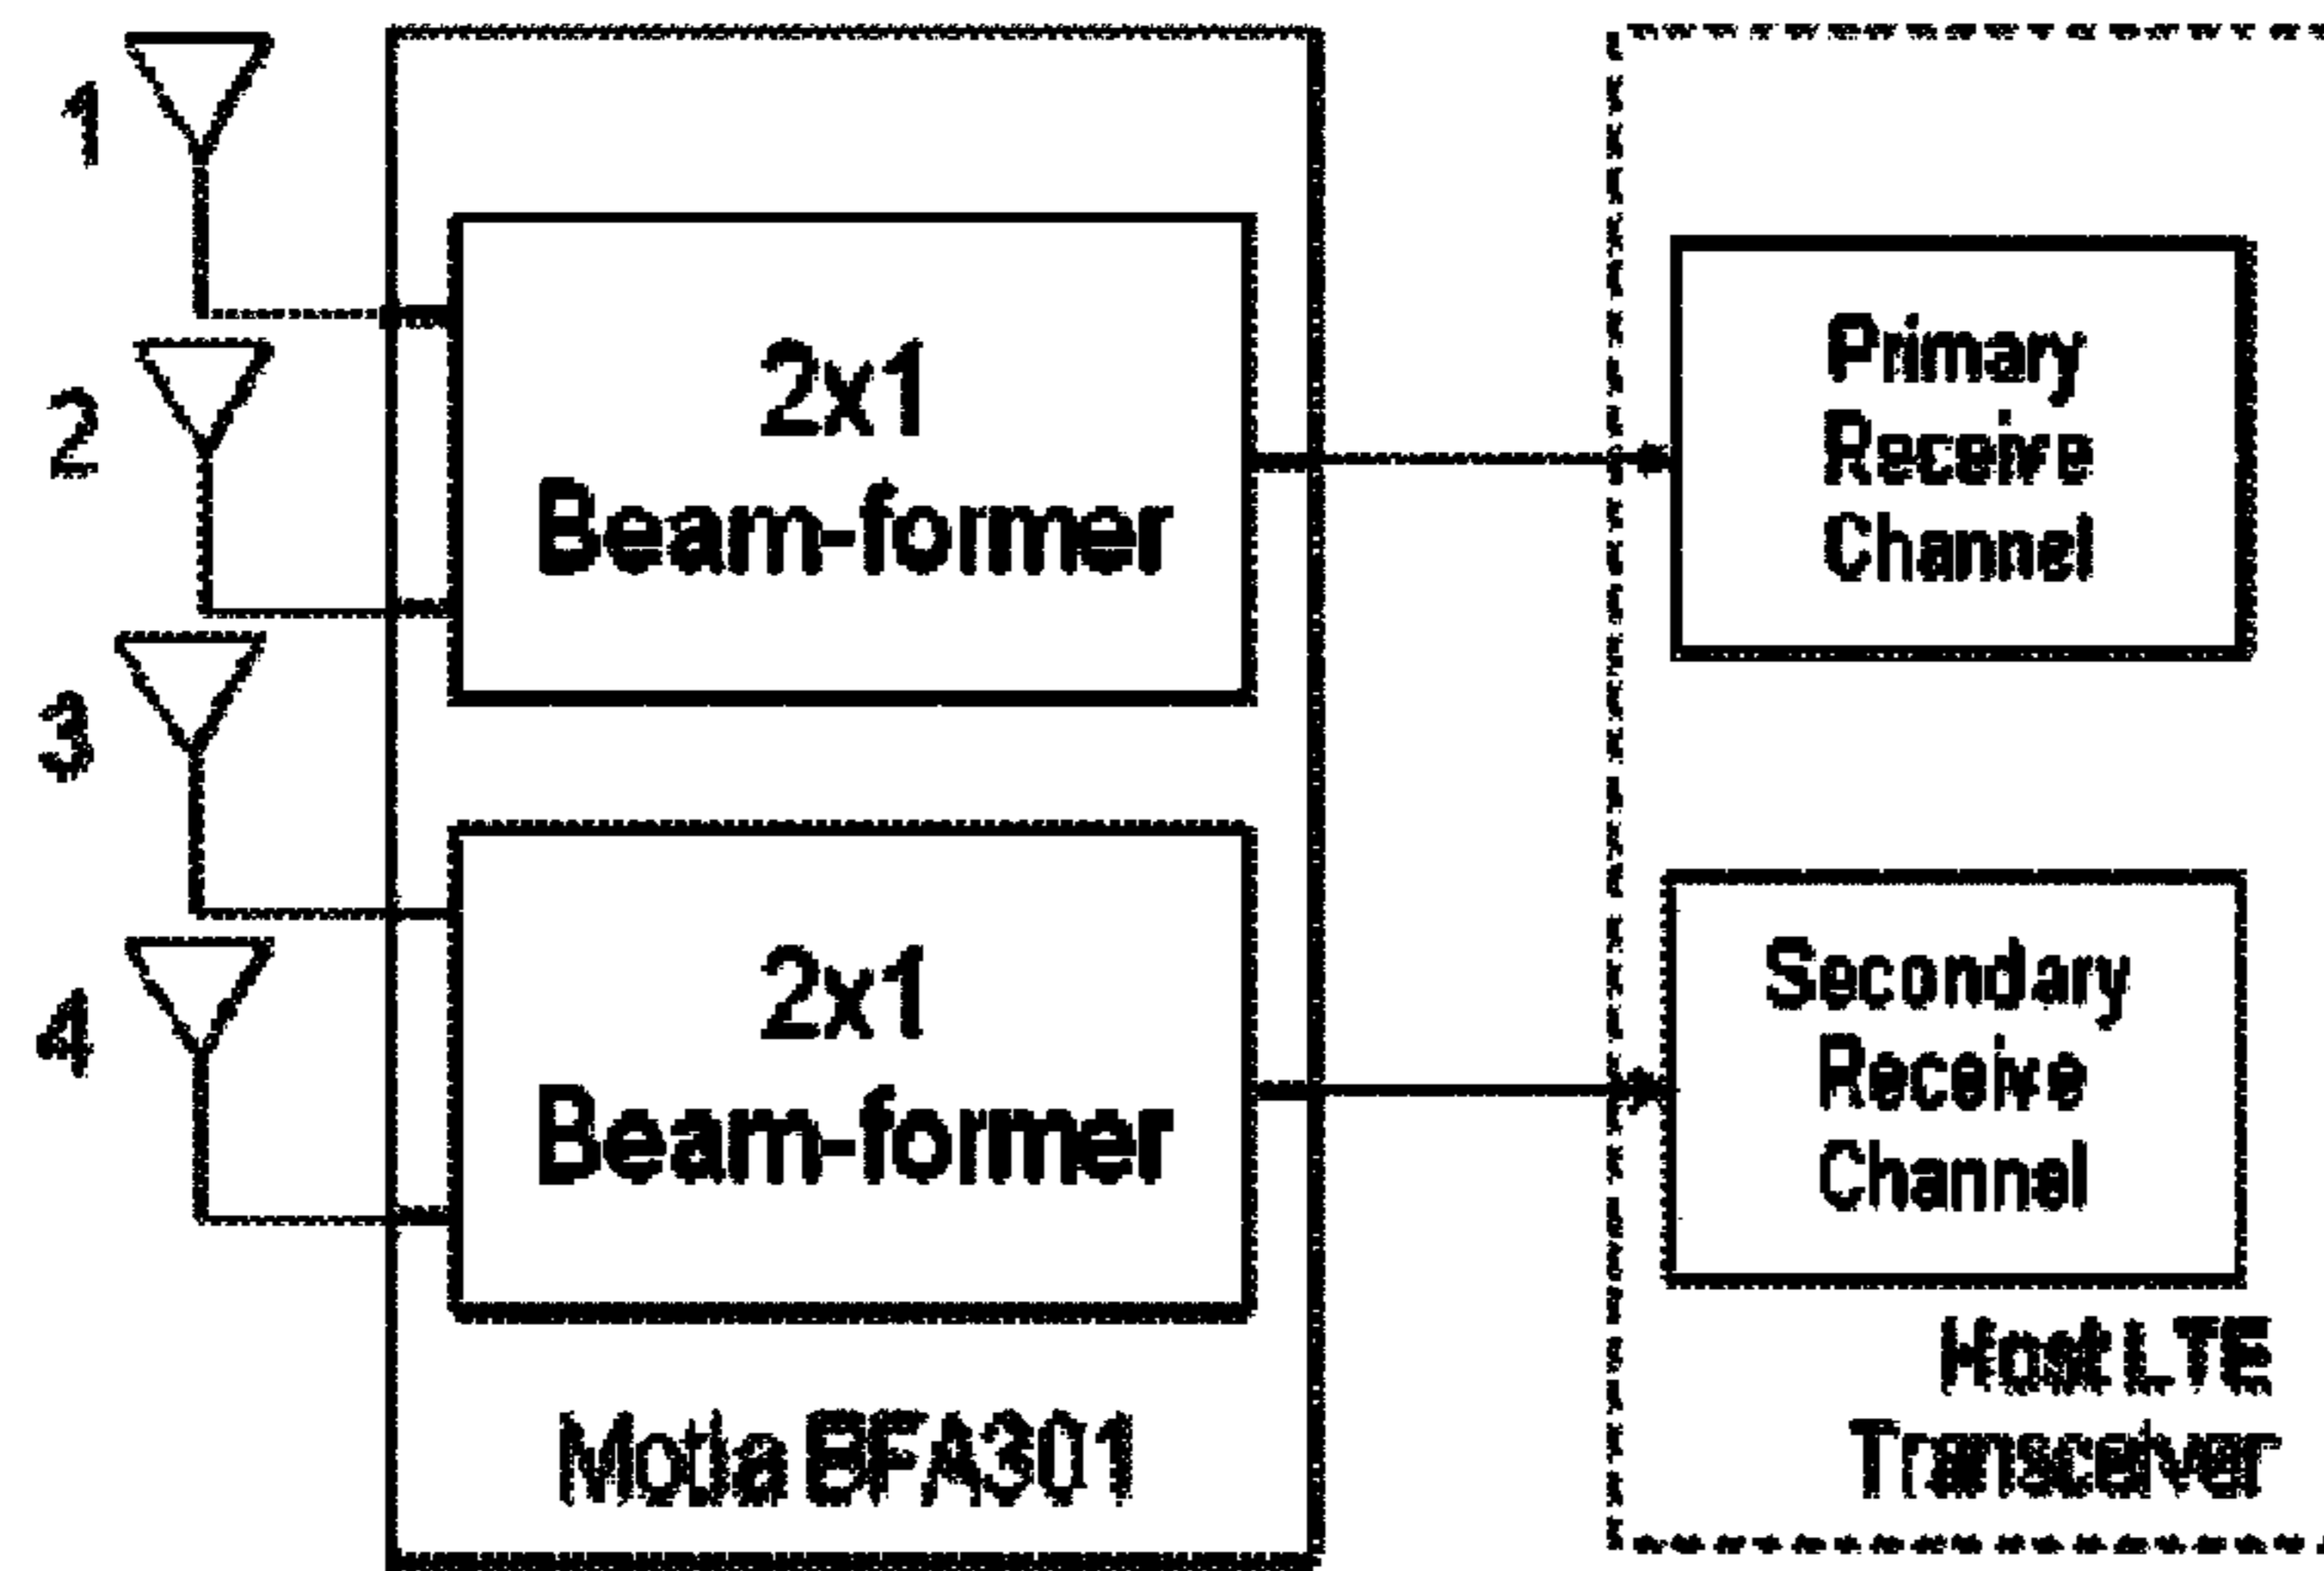 1
2
3
4
2x1
Beam-former
2x1
Beam-former
Motia BFA301
Primary
Receive
Channel
Secondary
Receive
Channel
Host LTE
Transceiver